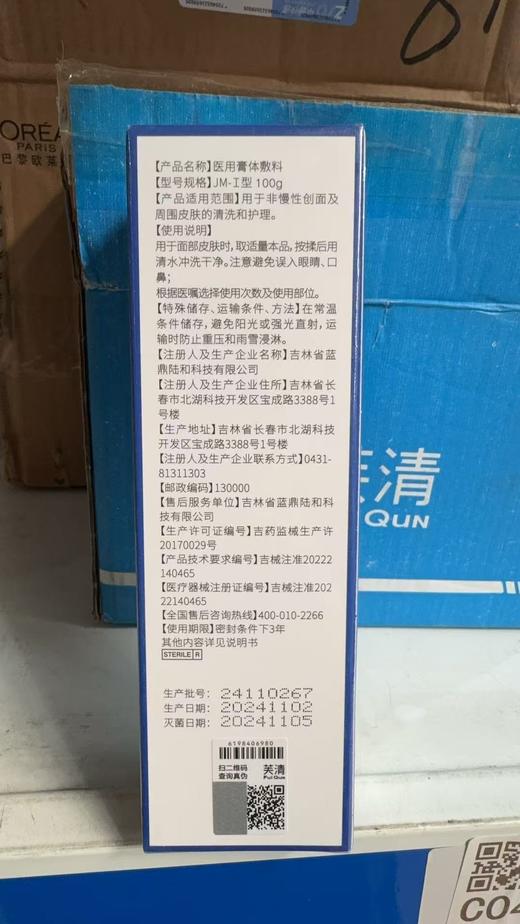 OREA
PARIS
巴黎欧莱
【产品名称】医用膏体敷料
【型号规格】JM-Ⅰ型 100g
【产品适用范围】用于非慢性创面及
周围皮肤的清洗和护理。
【使用说明】
用于面部皮肤时,取适量本品,按揉后用
清水冲洗干净。注意避免误入眼睛、口
鼻;
根据医嘱选择使用次数及使用部位。
【特殊储存、运输条件、方法】在常温
条件储存,避免阳光或强光直射,运
输时防止重压和雨雪浸淋。
【注册人及生产企业名称】吉林省蓝
鼎陆和科技有限公司
【注册人及生产企业住所】吉林省长
春市北湖科技开发区宝成路3388号1
号楼
【生产地址】吉林省长春市北湖科技
开发区宝成路3388号1号楼
【注册人及生产企业联系方式】0431-
81311303
【邮政编码】130000
【售后服务单位】吉林省蓝鼎陆和科
技有限公司
【生产许可证编号】吉药监械生产许
20170029号
【产品技术要求编号】吉械注准20222
140465
【医疗器械注册证编号】吉械注准202
22140465
【全国售后咨询热线】400-010-2266
【使用期限】密封条件下3年
其他内容详见说明书
STERILE R
生产批号: 24110267
生产日期: 20241102
灭菌日期: 20241105
6198406980
扫二维码
查询真伪
芙清
Fui Qun
清
QUN
C04